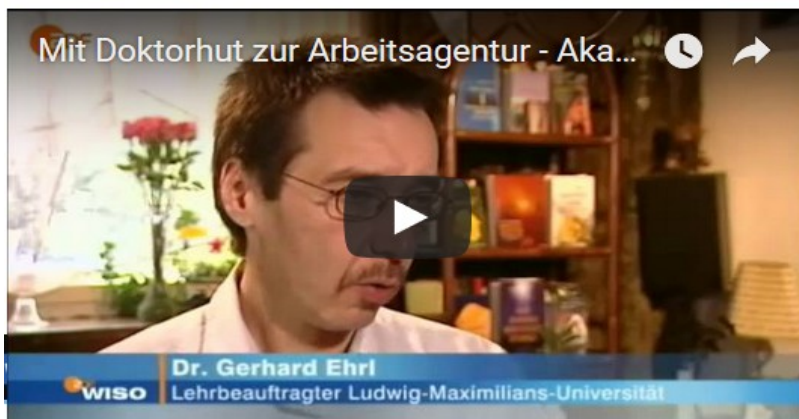 Mit Doktorhut zur Arbeitsagentur - Aka...
Dr. Gerhard Ehrl
WISO
Lehrbeauftragter Ludwig-Maximilians-Universität